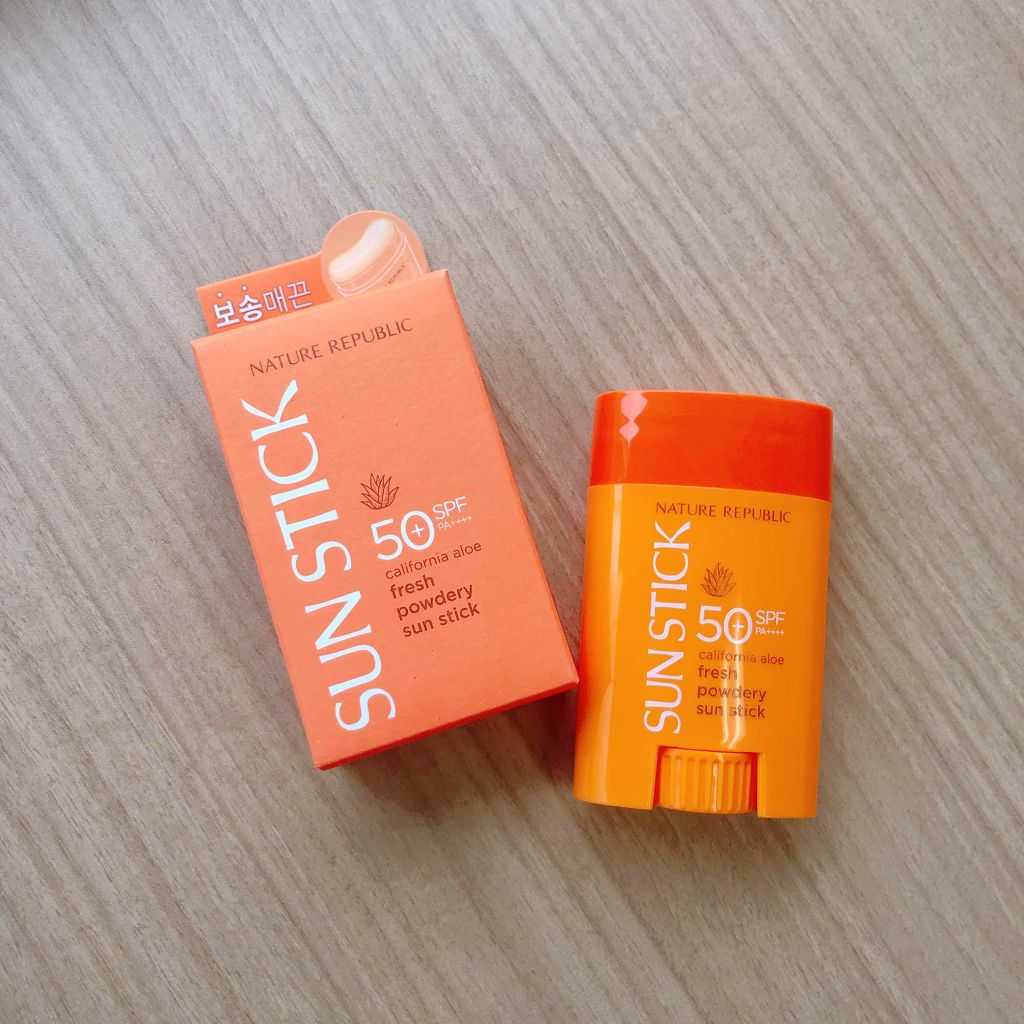 보송매끈
NATURE REPUBLIC
SUN STICK
50+ SPF
PA++++
california aloe
fresh
powdery
sun stick
NATURE REPUBLIC
SUN STICK
50+ SPF
PA++++
california aloe
fresh
powdery
sun stick